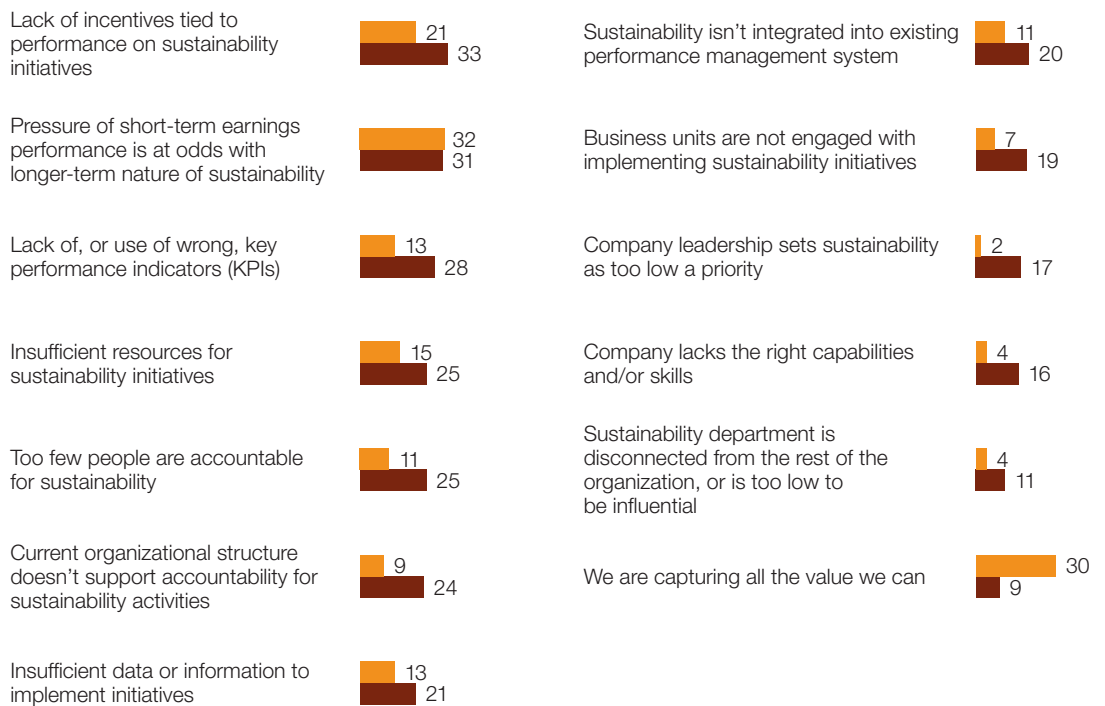 Lack of incentives tied to
performance on sustainability
initiatives
21
33
Pressure of short-term earnings
performance is at odds with
longer-term nature of sustainability
32
31
Lack of, or use of wrong, key
performance indicators (KPIs)
13
28
Insufficient resources for
sustainability initiatives
15
25
Too few people are accountable
for sustainability
11
25
Current organizational structure
doesn’t support accountability for
sustainability activities
9
24
Insufficient data or information to
implement initiatives
13
21
Sustainability isn’t integrated into existing
performance management system
11
20
Business units are not engaged with
implementing sustainability initiatives
7
19
Company leadership sets sustainability
as too low a priority
2
17
Company lacks the right capabilities
and/or skills
4
16
Sustainability department is
disconnected from the rest of the
organization, or is too low to
be influential
4
11
We are capturing all the value we can
30
9